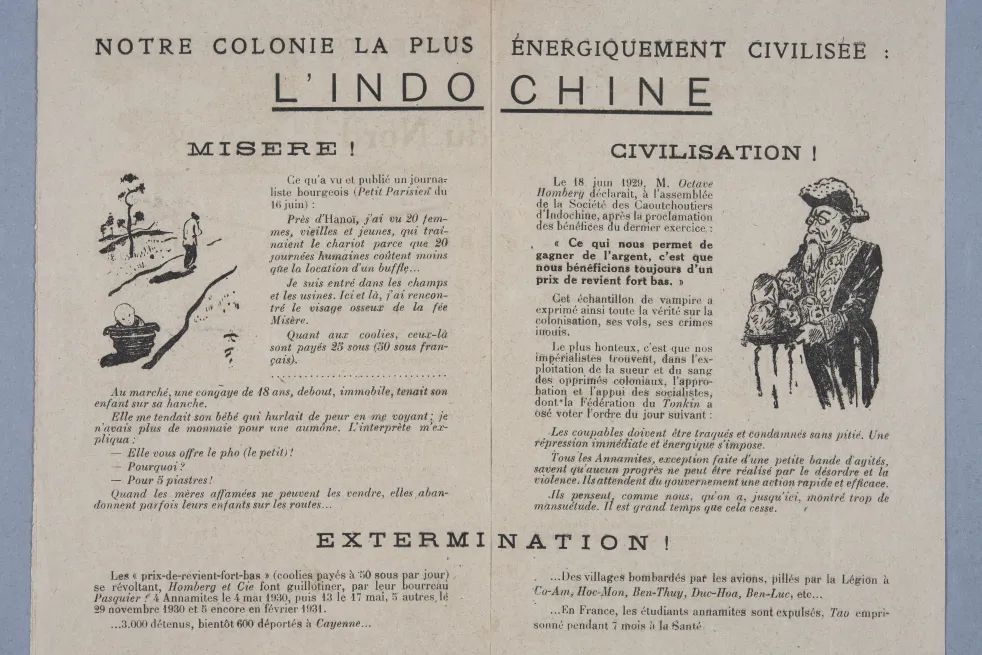 NOTRE COLONIE LA PLUS ÉNERGIQUEMENT CIVILISÉE :
L'INDOCHINE
MISERE !
Ce qu'a vu et publié un journa-
liste bourgeois (Petit Parisien du
16 juin) :
Près d'Hanoï, j'ai vu 20 fem-
mes, vieilles et jeunes, qui traî-
naient le chariot parce que 20
journées humaines coûtent moins
que la location d'un buffle...
Je suis entré dans les champs
et les usines. Ici et là, j'ai rencon-
tré le visage osseux de la fée
Misère.
Quant aux coolies, ceux-là
sont payés 25 sous (50 sous fran-
çais).
Au marché, une congaye de 18 ans, debout, immobile, tenait son
enfant sur sa hanche.
Elle me tendait son bébé qui hurlait de peur en me voyant ; je
n'avais plus de monnaie pour une aumône. L'interprète m'ex-
pliqua :
— Elle vous offre le pho (le petit) !
— Pourquoi ?
— Pour 5 piastres !
Quand les mères affamées ne peuvent les vendre, elles aban-
donnent parfois leurs enfants sur les routes...
CIVILISATION !
Le 18 juin 1929, M. Octave
Homberg déclarait, à l'assemblée
de la Société des Caoutchoutiers
d'Indochine, après la proclamation
des bénéfices du dernier exercice :
« Ce qui nous permet de
gagner de l'argent, c'est que
nous bénéficions toujours d'un
prix de revient fort bas. »
Cet échantillon de vampire a
exprimé ainsi toute la vérité sur la
colonisation, ses vols, ses crimes
inouis.
Le plus honteux, c'est que nos
impérialistes trouvent, dans l'ex-
ploitation de la sueur et du sang
des opprimés coloniaux, l'appro-
bation et l'appui des socialistes,
dont la Fédération du Tonkin a
osé voter l'ordre du jour suivant :
Les coupables doivent être traqués et condamnés sans pitié. Une
répression immédiate et énergique s'impose.
Tous les Annamites, exception faite d'une petite bande d'agités,
savent qu'aucun progrès ne peut être réalisé par le désordre et la
violence. Ils attendent du gouvernement une action rapide et efficace.
Ils pensent, comme nous, qu'on a, jusqu'ici, montré trop de
mansuétude. Il est grand temps que cela cesse.
EXTERMINATION !
Les « prix-de-revient-fort-bas » (coolies payés à 50 sous par jour)
se révoltant, Homberg et Cie font guillotiner, par leur bourreau
Pasquier ! 4 Annamites le 4 mai 1930, puis 13 le 17 mai, 5 autres le
29 novembre 1930 et 5 encore en février 1931.
...3.000 détenus, bientôt 600 déportés à Cayenne...
...Des villages bombardés par les avions, pillés par la Légion à
Co-Am, Hoc-Mon, Ben-Thuy, Duc-Hoa, Ben-Luc, etc...
...En France, les étudiants annamites sont expulsés, Tao empri-
sonné pendant 7 mois à la Santé